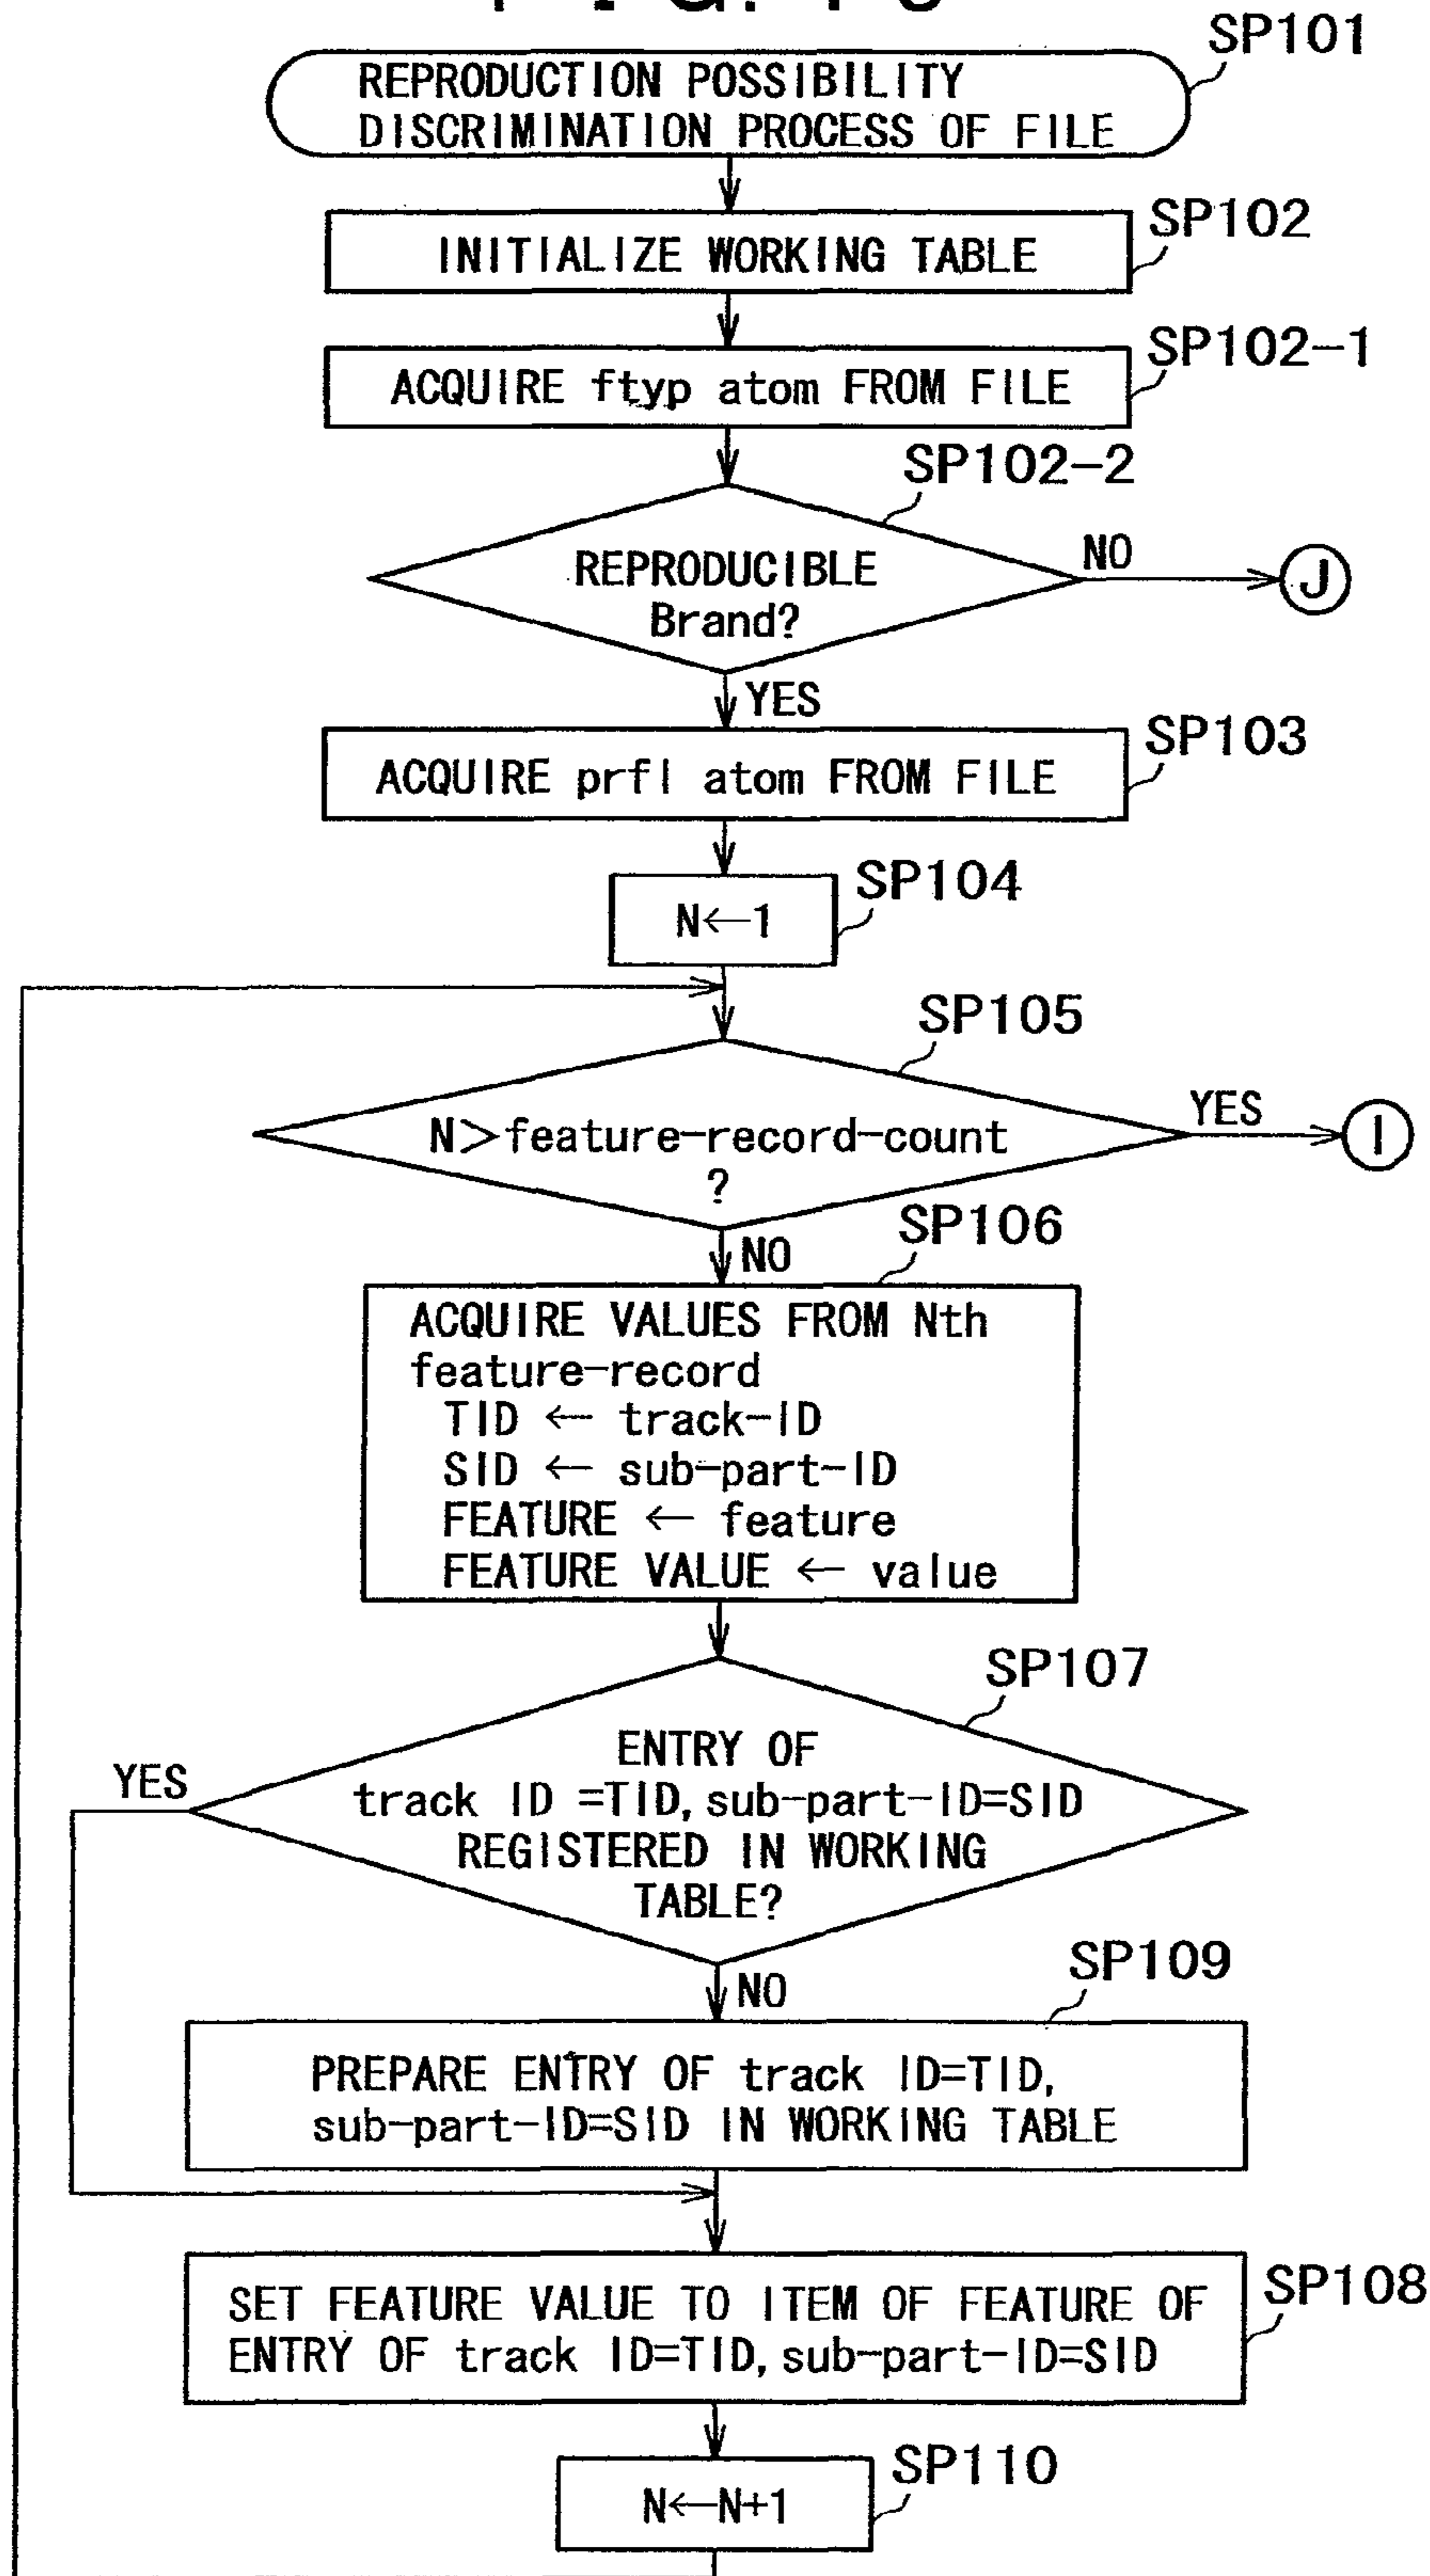 SP101
REPRODUCTION POSSIBILITY
DISCRIMINATION PROCESS OF FILE
SP102
INITIALIZE WORKING TABLE
SP102-1
ACQUIRE ftyp atom FROM FILE
SP102-2
REPRODUCIBLE
Brand?
NO
J
YES
SP103
ACQUIRE prfl atom FROM FILE
SP104
N←1
SP105
N>feature-record-count
?
YES
I
NO
SP106
ACQUIRE VALUES FROM Nth
feature-record
TID ← track-ID
SID ← sub-part-ID
FEATURE ← feature
FEATURE VALUE ← value
SP107
ENTRY OF
track ID =TID, sub-part-ID=SID
REGISTERED IN WORKING
TABLE?
YES
NO
SP109
PREPARE ENTRY OF track ID=TID,
sub-part-ID=SID IN WORKING TABLE
SP108
SET FEATURE VALUE TO ITEM OF FEATURE OF
ENTRY OF track ID=TID, sub-part-ID=SID
SP110
N←N+1